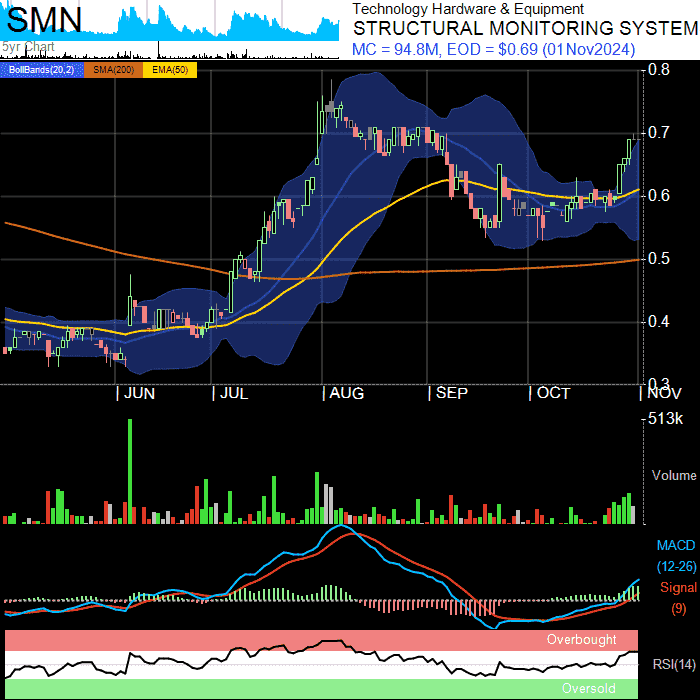 SMN
5yr Chart
Technology Hardware & Equipment
STRUCTURAL MONITORING SYSTEM
MC = 94.8M, EOD = $0.69 (01Nov2024)
BollBands(20,2) SMA(200) EMA(50)
0.8
0.7
0.6
0.5
0.4
0.3
JUN JUL AUG SEP OCT NOV
513k
Volume
MACD
(12-26)
Signal
(9)
Overbought
RSI(14)
Oversold